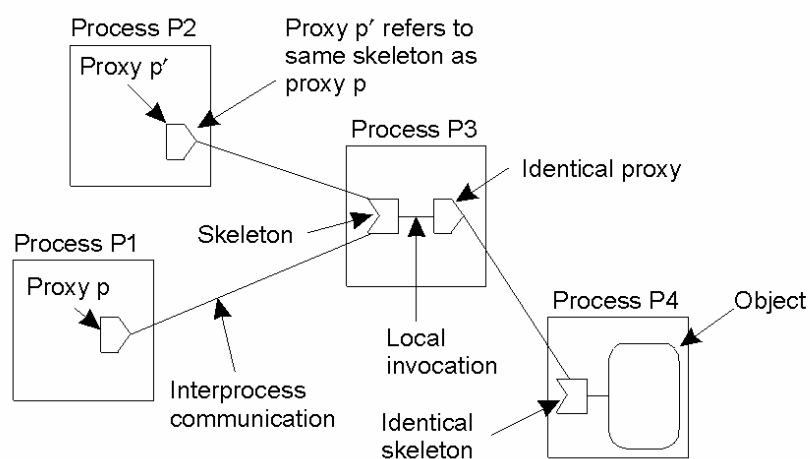 Process P2
Proxy p′ refers to
same skeleton as
proxy p
Proxy p′
Process P3
Identical proxy
Skeleton
Process P1
Proxy p
Process P4
Object
Local
invocation
Interprocess
communication
Identical
skeleton